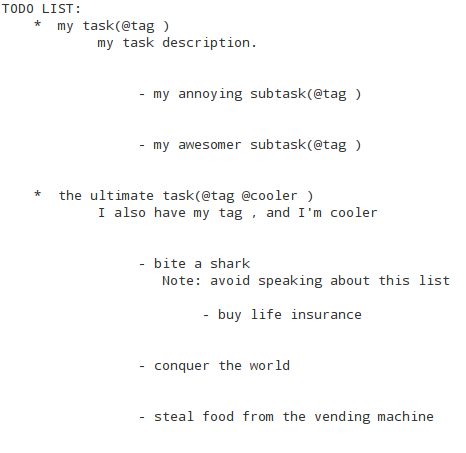 TODO LIST:
* my task(@tag )
my task description.
- my annoying subtask(@tag )
- my awesomer subtask(@tag )
* the ultimate task(@tag @cooler )
I also have my tag , and I'm cooler
- bite a shark
Note: avoid speaking about this list
- buy life insurance
- conquer the world
- steal food from the vending machine